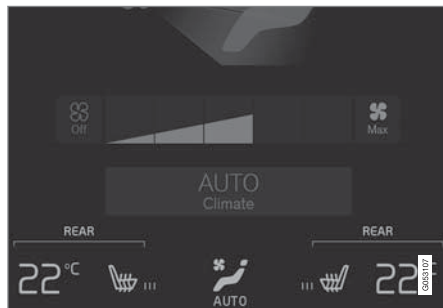 Off
Max
AUTO
Climate
REAR REAR
22°C 22°C
AUTO
G053107